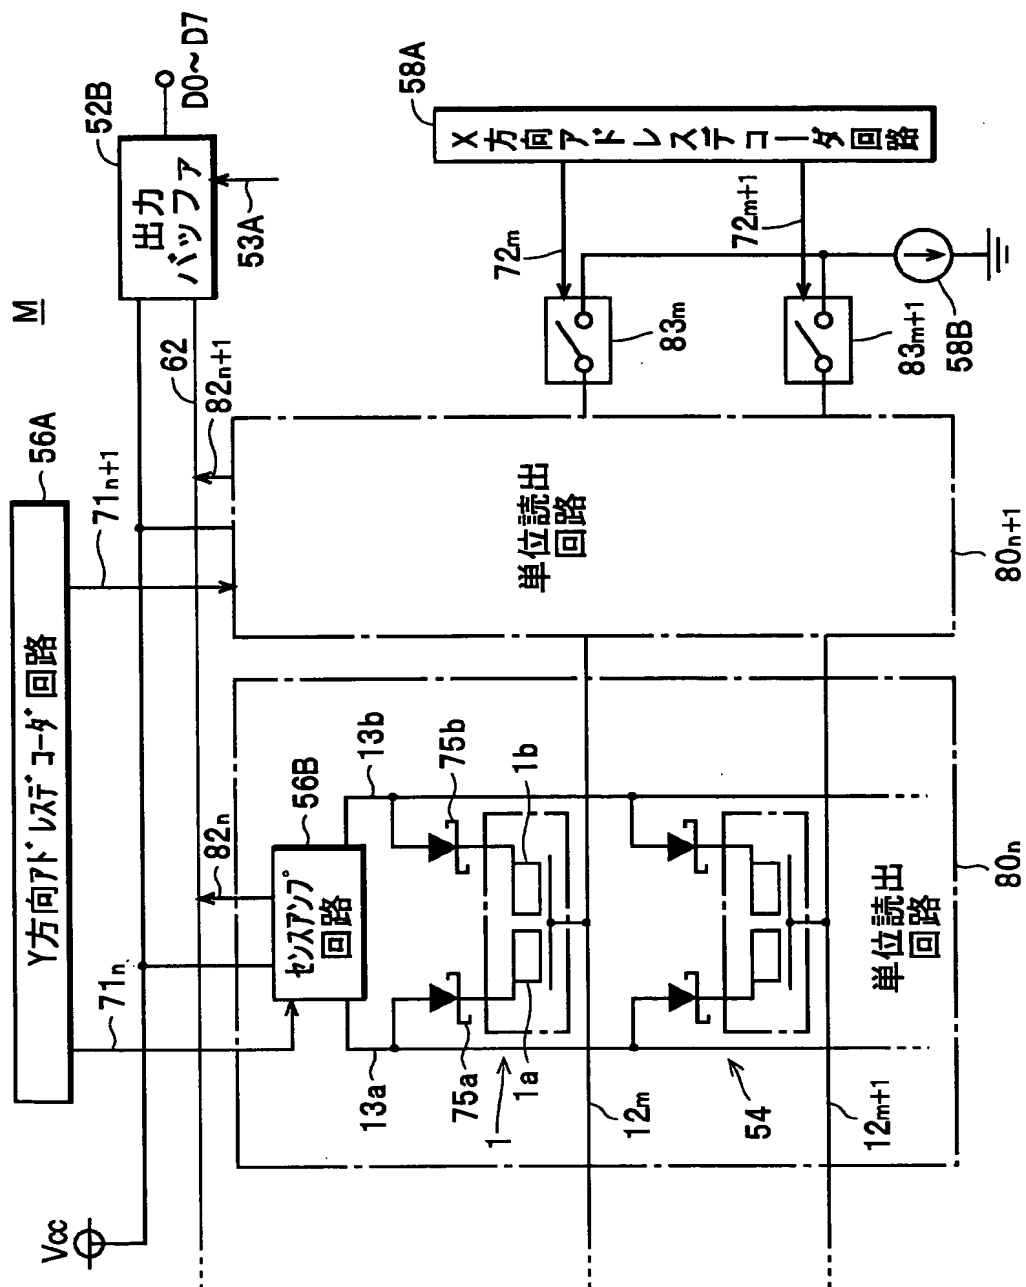 M
Vcc
Y方向アドレスデコーダ回路
56A
出力
バッファ
52B
D0~D7
53A
62
71n
71n+1
82n
82n+1
センスアンプ
回路
56B
13a
13b
75a
75b
1a
1b
1
12m
54
12m+1
単位読出
回路
80n
単位読出
回路
80n+1
X方向アドレスデコーダ回路
58A
72m
72m+1
83m
83m+1
58B